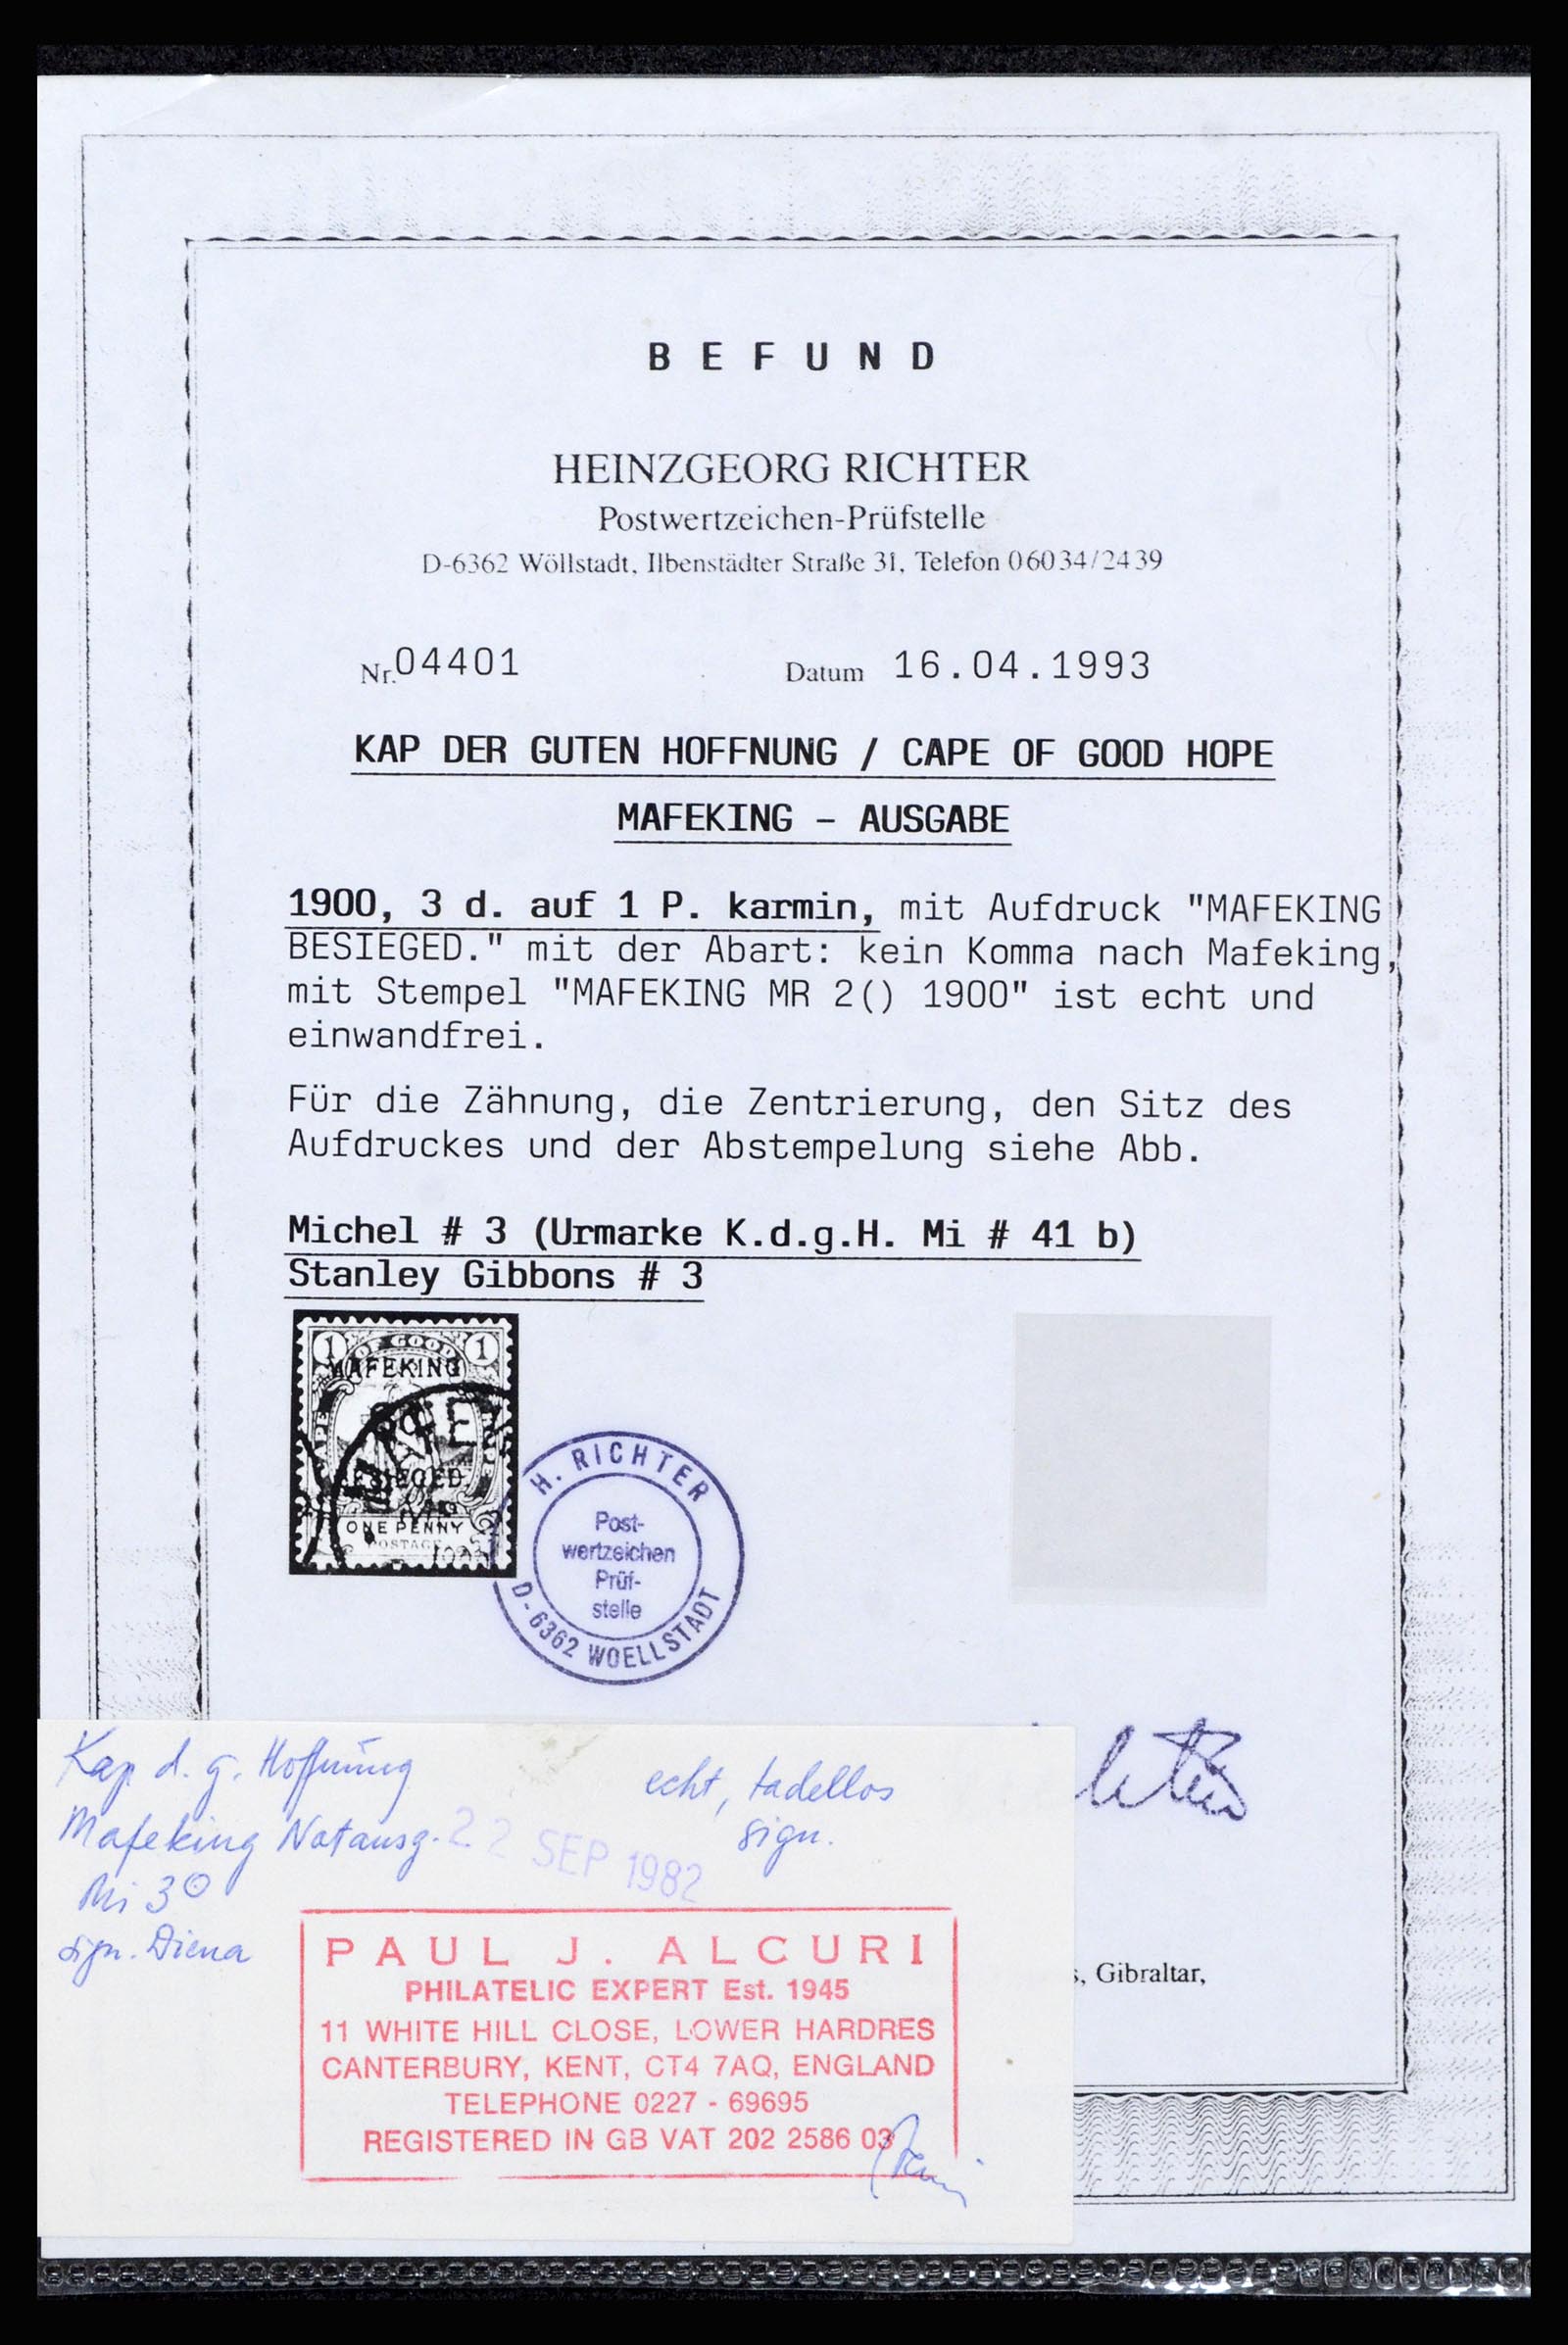 B E F U N D
HEINZGEORG RICHTER
Postwertzeichen-Prüfstelle
D-6362 Wöllstadt, Ilbenstädter Straße 31, Telefon 06034/2439
Nr. 04401 Datum 16.04.1993
KAP DER GUTEN HOFFNUNG / CAPE OF GOOD HOPE
MAFEKING – AUSGABE
1900, 3 d. auf 1 P. karmin, mit Aufdruck "MAFEKING
BESIEGED." mit der Abart: kein Komma nach Mafeking,
mit Stempel "MAFEKING MR 2() 1900" ist echt und
einwandfrei.
Für die Zähnung, die Zentrierung, den Sitz des
Aufdruckes und der Abstempelung siehe Abb.
Michel # 3 (Urmarke K.d.g.H. Mi # 41 b)
Stanley Gibbons # 3
1 OF GOOD 1
MAFEKING
BESIEGED
ONE PENNY
POSTAGE
H. RICHTER
Post-
wertzeichen
Prüf-
stelle
D-6362 WOELLSTADT
Kap d. g. Hoffnung
Mafeking Notausg.
Mi 3 ⊙
sign. Diena
echt, tadellos
sign.
22 SEP 1982
PAUL J. ALCURI
PHILATELIC EXPERT Est. 1945
11 WHITE HILL CLOSE, LOWER HARDRES
CANTERBURY, KENT, CT4 7AQ, ENGLAND
TELEPHONE 0227 - 69695
REGISTERED IN GB VAT 202 2586 03
, Gibraltar,